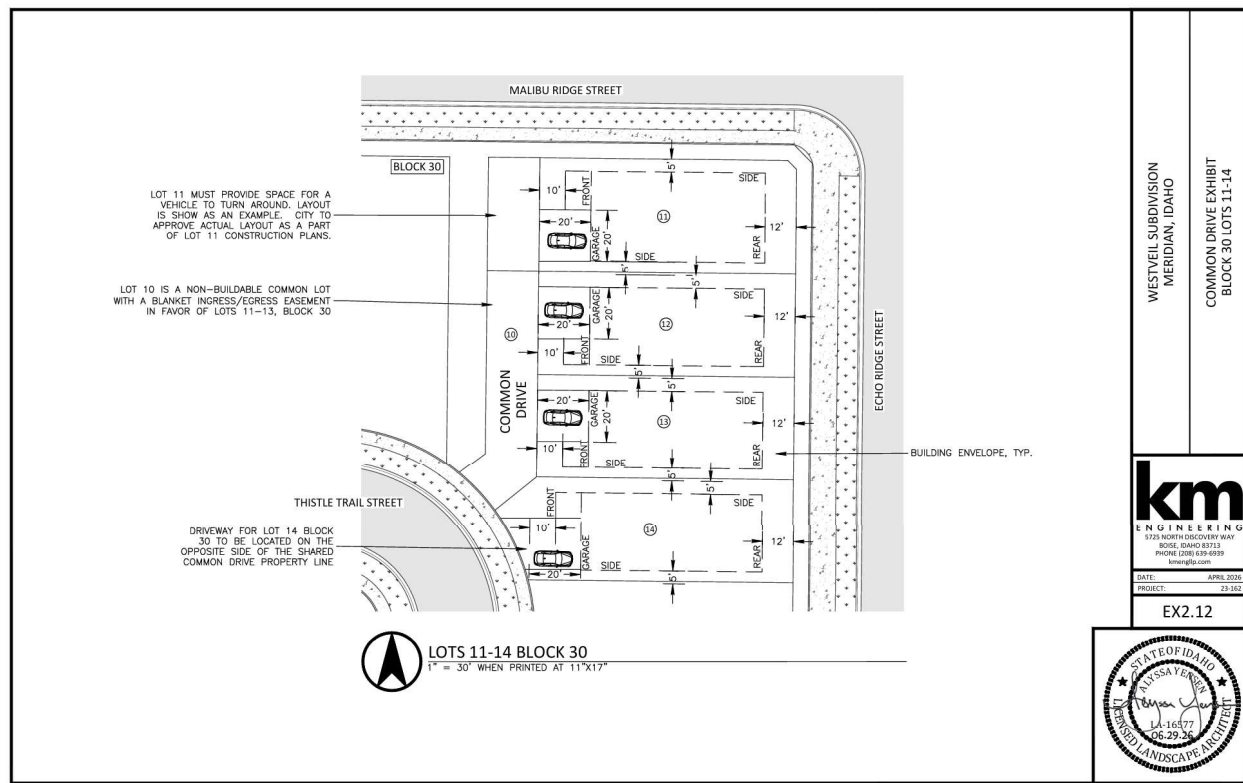 MALIBU RIDGE STREET
BLOCK 30
LOT 11 MUST PROVIDE SPACE FOR A
VEHICLE TO TURN AROUND. LAYOUT
IS SHOW AS AN EXAMPLE. CITY TO
APPROVE ACTUAL LAYOUT AS A PART
OF LOT 11 CONSTRUCTION PLANS.
LOT 10 IS A NON-BUILDABLE COMMON LOT
WITH A BLANKET INGRESS/EGRESS EASEMENT
IN FAVOR OF LOTS 11-13, BLOCK 30
THISTLE TRAIL STREET
DRIVEWAY FOR LOT 14 BLOCK
30 TO BE LOCATED ON THE
OPPOSITE SIDE OF THE SHARED
COMMON DRIVE PROPERTY LINE
10
COMMON
DRIVE
5'
SIDE
10'
FRONT
11
20'
GARAGE
20'
12'
REAR
SIDE
5'
5'
SIDE
GARAGE
20'
20'
12
12'
10'
FRONT
SIDE
REAR
5'
5'
20'
GARAGE
20'
SIDE
13
12'
10'
FRONT
SIDE
REAR
5'
5'
FRONT
SIDE
10'
14
12'
GARAGE
REAR
20'
SIDE
5'
ECHO RIDGE STREET
BUILDING ENVELOPE, TYP.
LOTS 11-14 BLOCK 30
1" = 30' WHEN PRINTED AT 11"X17"
WESTVEIL SUBDIVISION
MERIDIAN, IDAHO
COMMON DRIVE EXHIBIT
BLOCK 30 LOTS 11-14
km
ENGINEERING
5725 NORTH DISCOVERY WAY
BOISE, IDAHO 83713
PHONE (208) 639-6939
kmengllp.com
DATE: APRIL 2026
PROJECT: 23-162
EX2.12
STATE OF IDAHO
ALYSSA YENSEN
LA-16577
06.29.26
LICENSED LANDSCAPE ARCHITECT